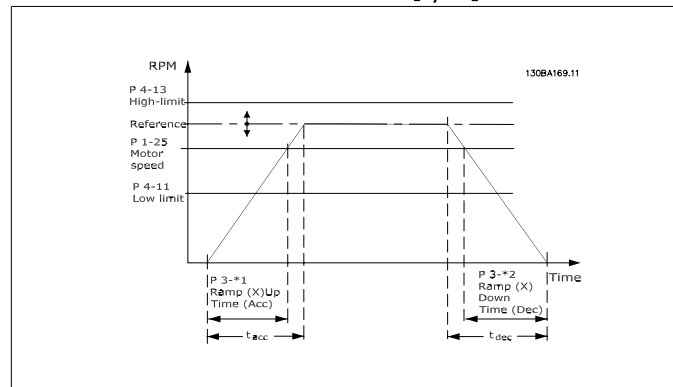 RPM
130BA169.11
P 4-13
High-limit
Reference
P 1-25
Motor
speed
P 4-11
Low limit
Time
P 3-*1
Ramp (X)Up
Time (Acc)
P 3-*2
Ramp (X)
Down
Time (Dec)
tacc
tdec